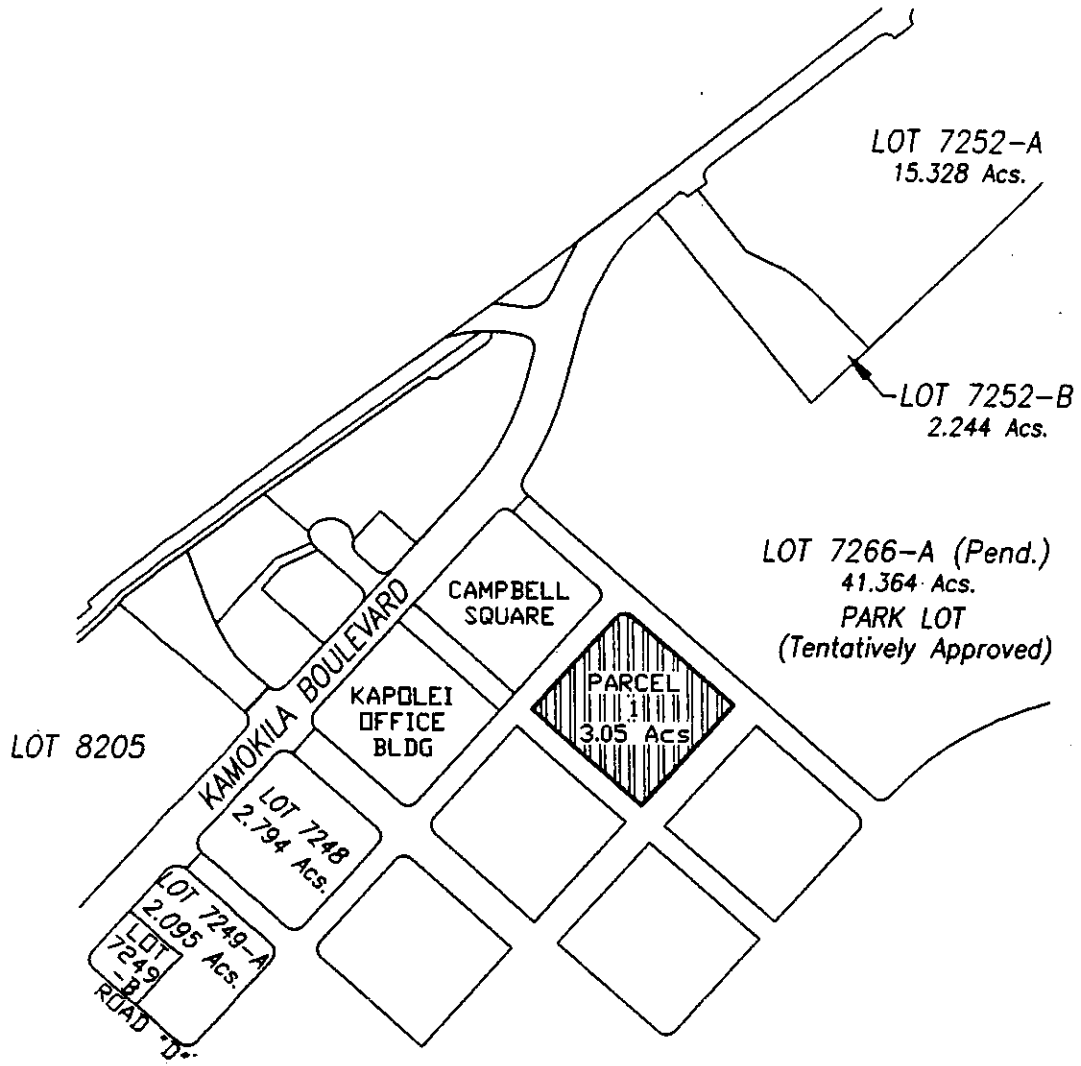 LOT 7252-A
15.328 Acs.
LOT 7252-B
2.244 Acs.
LOT 7266-A (Pend.)
41.364 Acs.
PARK LOT
(Tentatively Approved)
CAMPBELL
SQUARE
PARCEL
1
3.05 Acs
KAPOLEI
OFFICE
BLDG
KAMOKILA BOULEVARD
LOT 8205
LOT 7248
2.794 Acs.
LOT 7249-A
2.095 Acs.
LOT
7249
-B
ROAD "D"